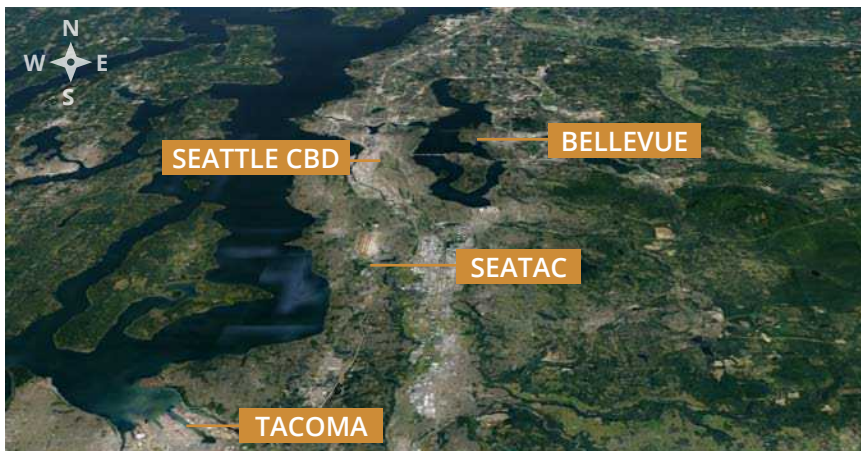 N
W E
S
SEATTLE CBD
BELLEVUE
SEATAC
TACOMA